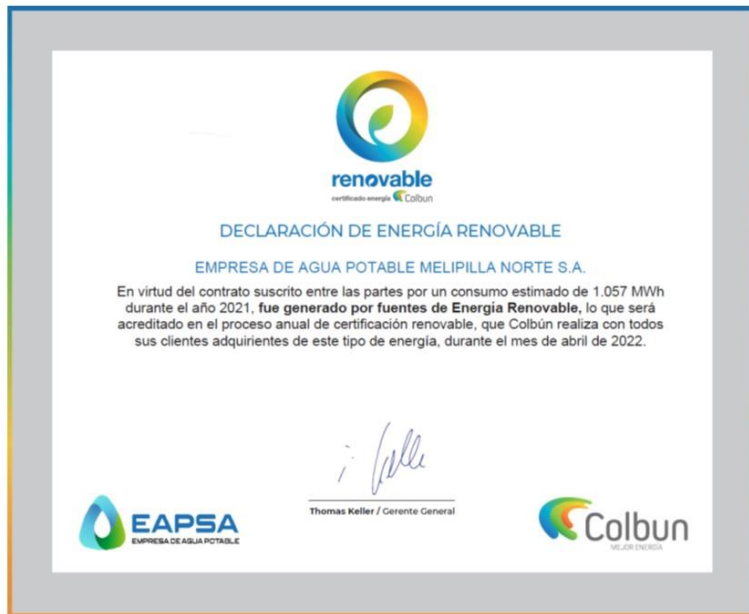 renovable
certificado energía Colbun
DECLARACIÓN DE ENERGÍA RENOVABLE
EMPRESA DE AGUA POTABLE MELIPILLA NORTE S.A.
En virtud del contrato suscrito entre las partes por un consumo estimado de 1.057 MWh
durante el año 2021, fue generado por fuentes de Energía Renovable, lo que será
acreditado en el proceso anual de certificación renovable, que Colbún realiza con todos
sus clientes adquirientes de este tipo de energía, durante el mes de abril de 2022.
Thomas Keller / Gerente General
EAPSA
EMPRESA DE AGUA POTABLE
Colbun
MEJOR ENERGÍA